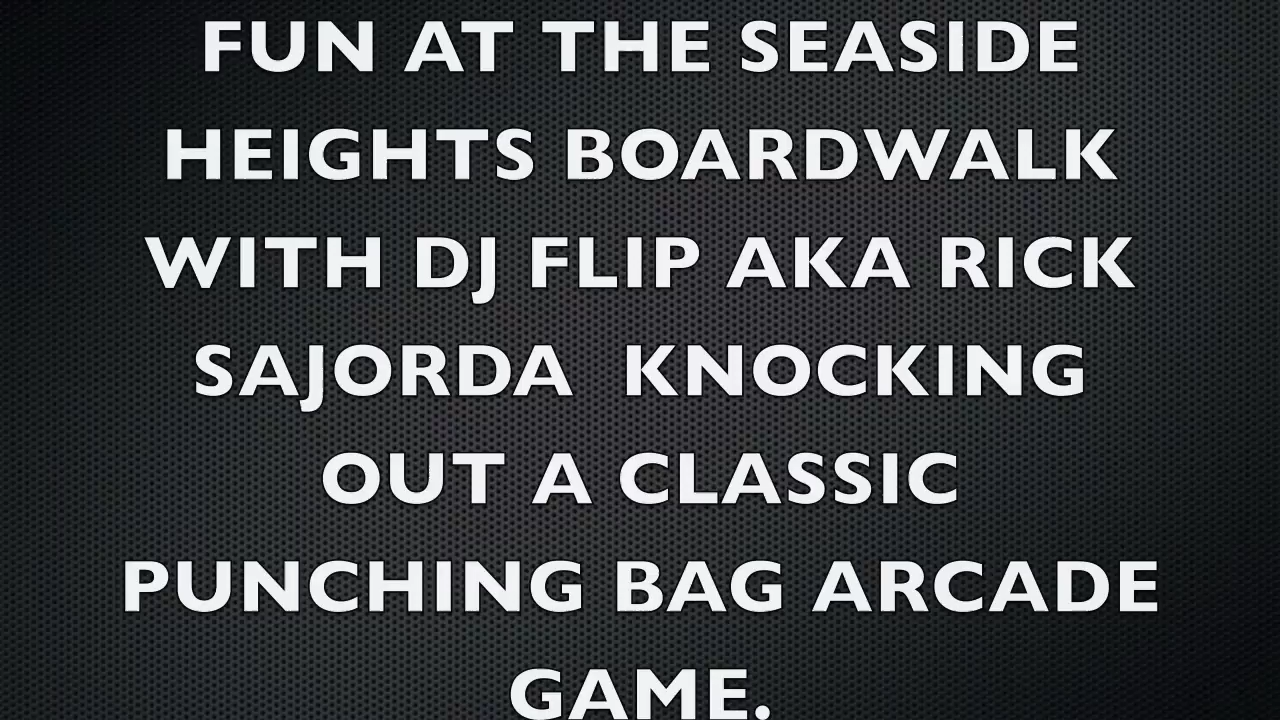 FUN AT THE SEASIDE
HEIGHTS BOARDWALK
WITH DJ FLIP AKA RICK
SAJORDA  KNOCKING
OUT A CLASSIC
PUNCHING BAG ARCADE
GAME.